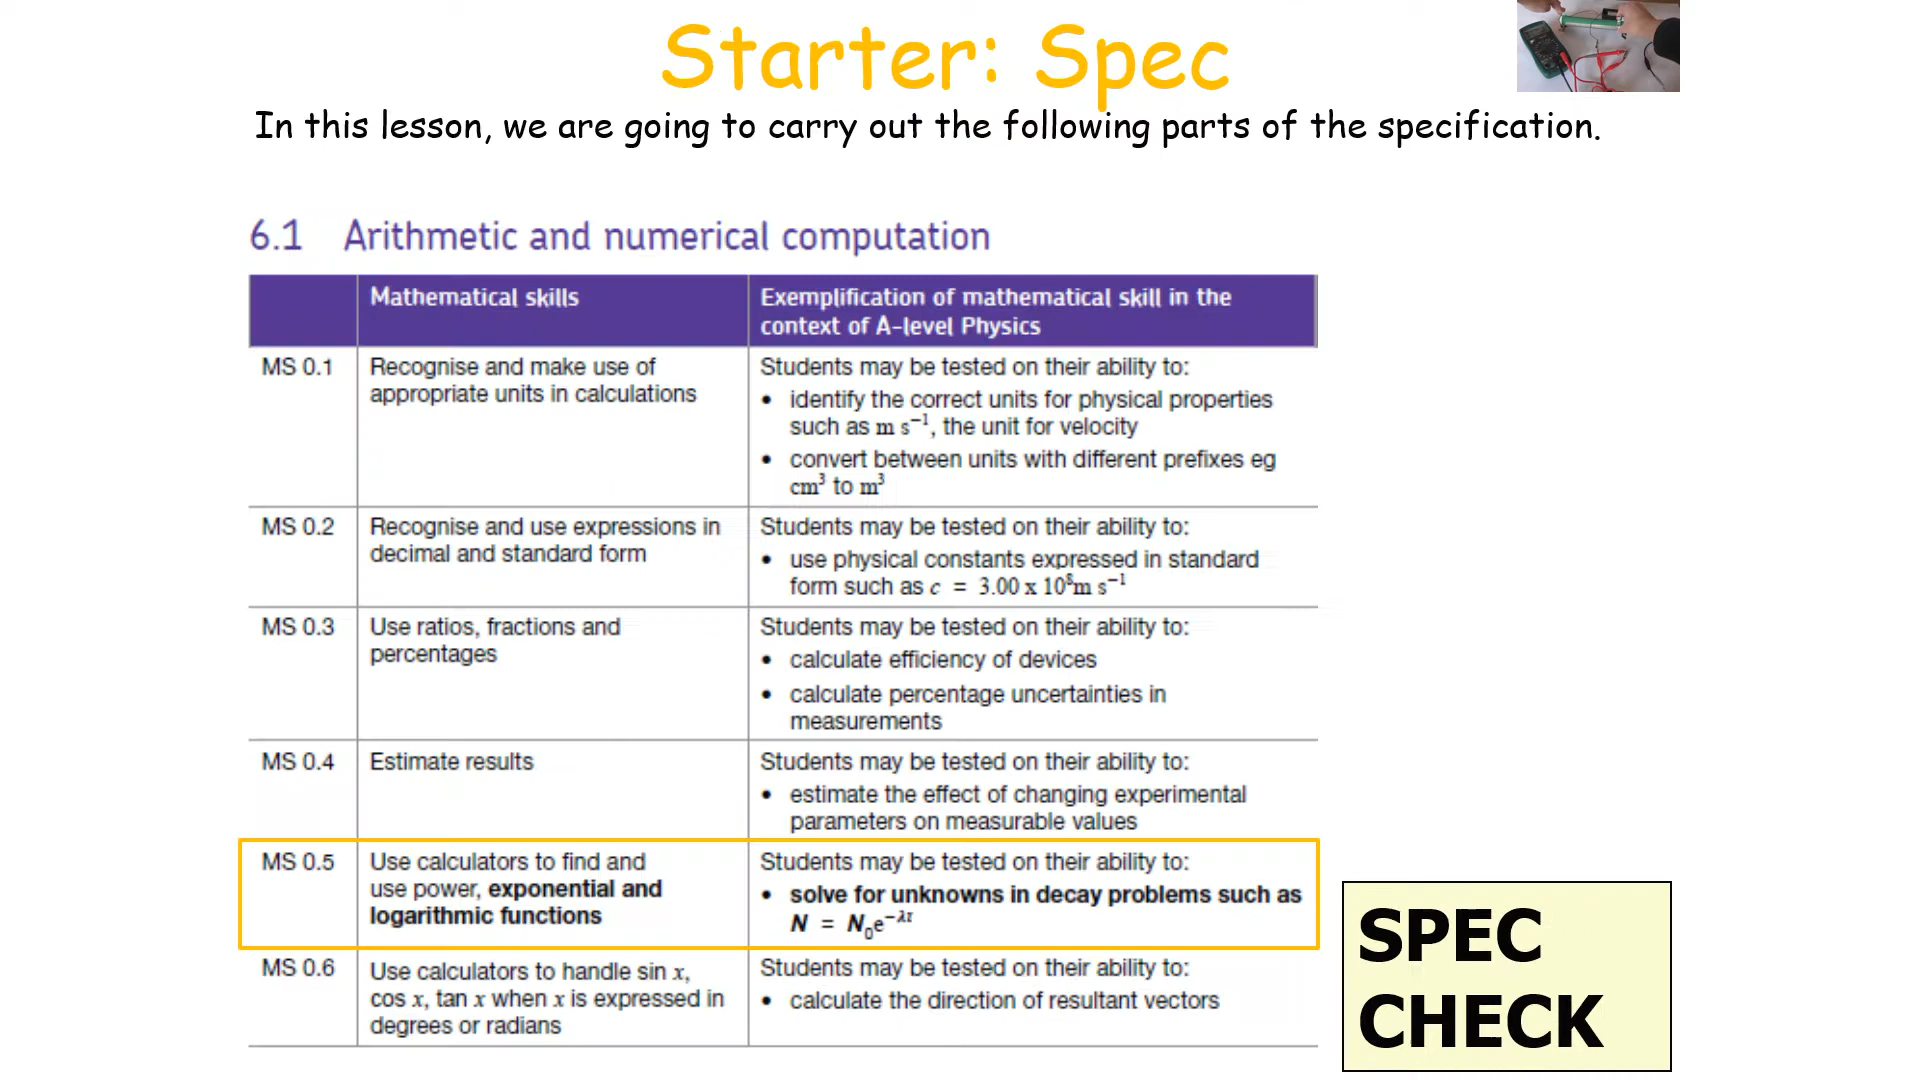 Starter: Spec
In this lesson, we are going to carry out the following parts of the specification.
6.1 Arithmetic and numerical computation
Mathematical skills
Exemplification of mathematical skill in the
context of A-level Physics
MS 0.1
Recognise and make use of
appropriate units in calculations
Students may be tested on their ability to:
• identify the correct units for physical properties
such as m s⁻¹, the unit for velocity
• convert between units with different prefixes eg
cm³ to m³
MS 0.2
Recognise and use expressions in
decimal and standard form
Students may be tested on their ability to:
• use physical constants expressed in standard
form such as c = 3.00 x 10⁸m s⁻¹
MS 0.3
Use ratios, fractions and
percentages
Students may be tested on their ability to:
• calculate efficiency of devices
• calculate percentage uncertainties in
measurements
MS 0.4
Estimate results
Students may be tested on their ability to:
• estimate the effect of changing experimental
parameters on measurable values
MS 0.5
Use calculators to find and
use power, exponential and
logarithmic functions
Students may be tested on their ability to:
• solve for unknowns in decay problems such as
N = N₀e⁻λt
MS 0.6
Use calculators to handle sin x,
cos x, tan x when x is expressed in
degrees or radians
Students may be tested on their ability to:
• calculate the direction of resultant vectors
SPEC
CHECK